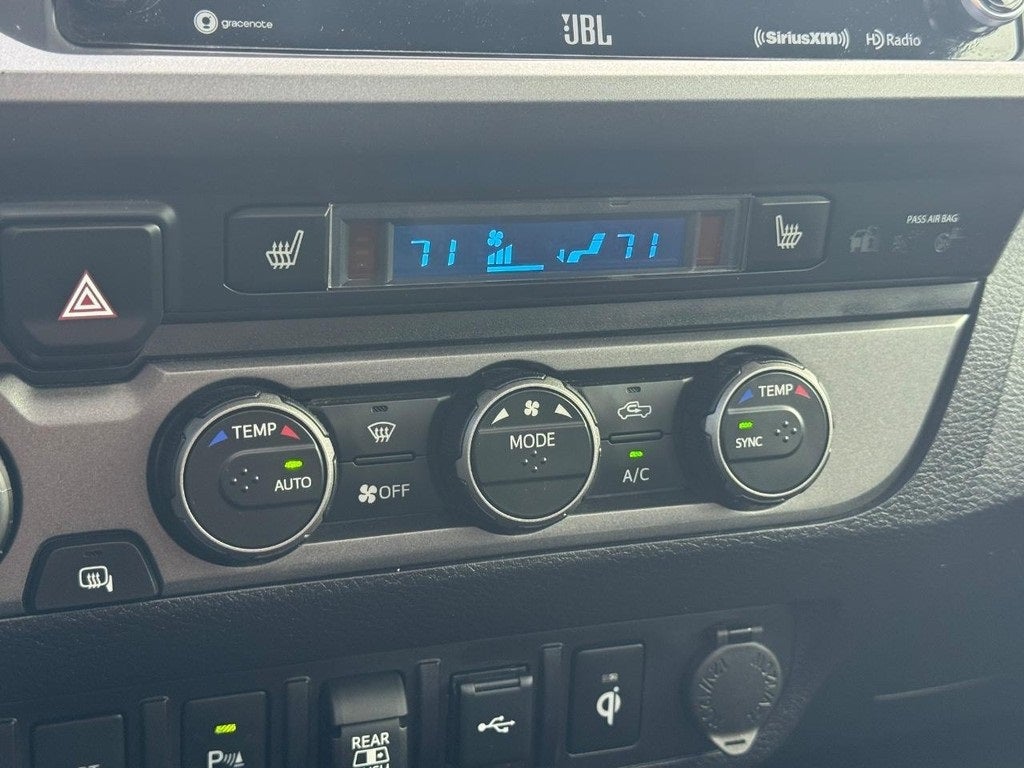 gracenote
JBL
((SiriusXM))
HD Radio
PASS AIR BAG
71 71
TEMP
AUTO
OFF
MODE
A/C
TEMP
SYNC
P
REAR